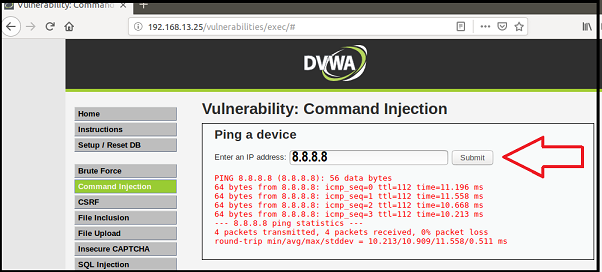 Vulnerability: Command
192.168.13.25/vulnerabilities/exec/#
DVWA
Home
Instructions
Setup / Reset DB
Brute Force
Command Injection
CSRF
File Inclusion
File Upload
Insecure CAPTCHA
SQL Injection
Vulnerability: Command Injection
Ping a device
Enter an IP address: 8.8.8.8 Submit
PING 8.8.8.8 (8.8.8.8): 56 data bytes
64 bytes from 8.8.8.8: icmp_seq=0 ttl=112 time=11.196 ms
64 bytes from 8.8.8.8: icmp_seq=1 ttl=112 time=11.558 ms
64 bytes from 8.8.8.8: icmp_seq=2 ttl=112 time=10.668 ms
64 bytes from 8.8.8.8: icmp_seq=3 ttl=112 time=10.213 ms
--- 8.8.8.8 ping statistics ---
4 packets transmitted, 4 packets received, 0% packet loss
round-trip min/avg/max/stddev = 10.213/10.909/11.558/0.511 ms